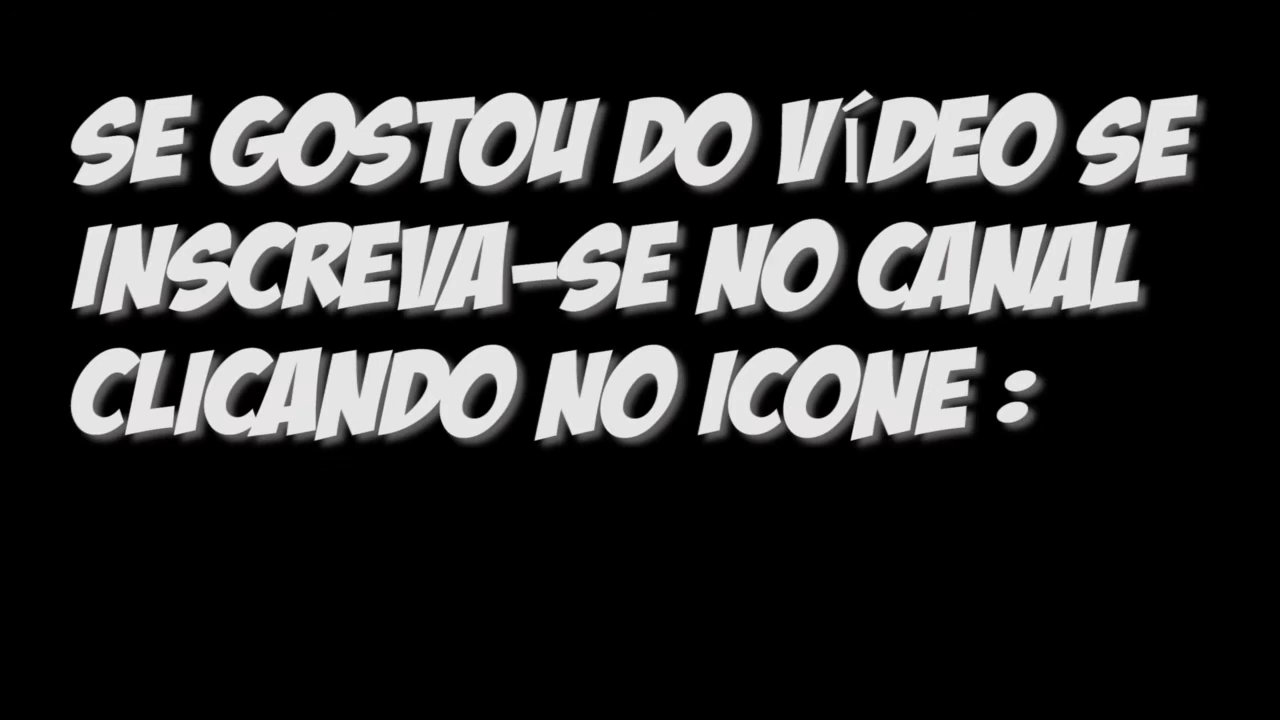 SE GOSTOU DO VÍDEO SE
INSCREVA-SE NO CANAL
CLICANDO NO ICONE :